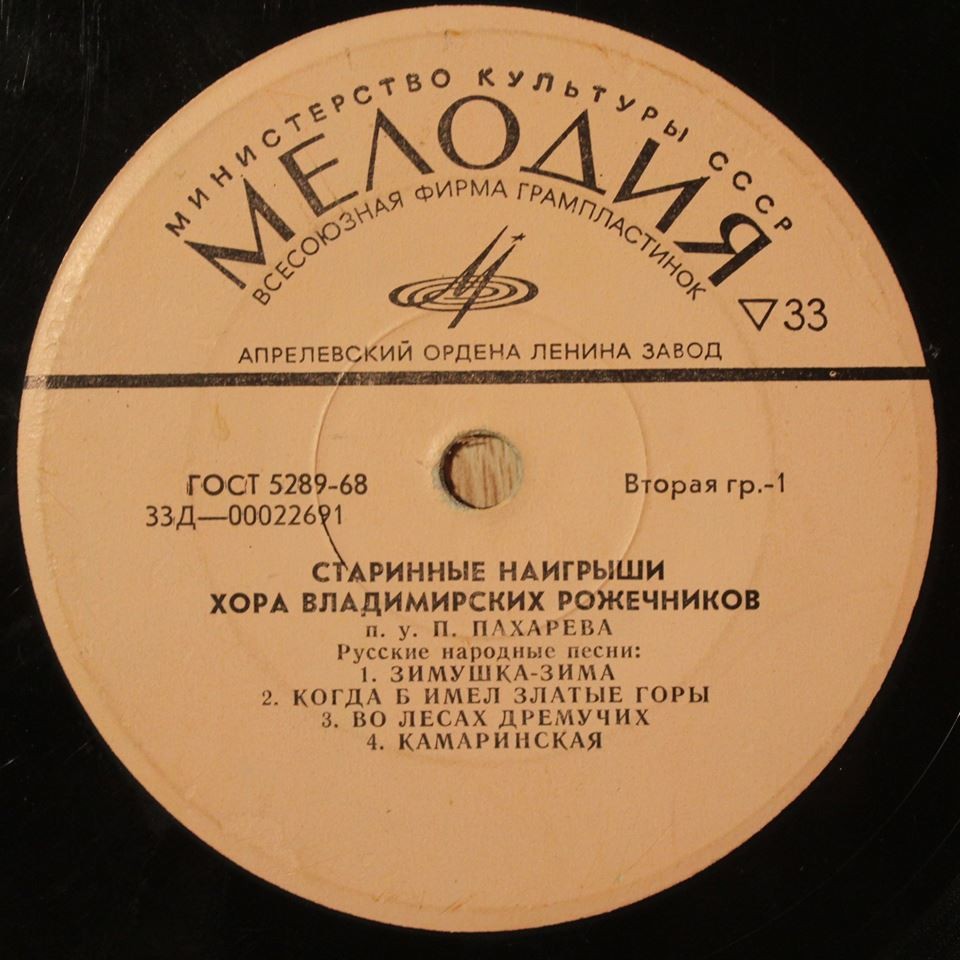 МИНИСТЕРСТВО КУЛЬТУРЫ СССР
МЕЛОДИЯ
ВСЕСОЮЗНАЯ ФИРМА ГРАМПЛАСТИНОК
▽33
АПРЕЛЕВСКИЙ ОРДЕНА ЛЕНИНА ЗАВОД
ГОСТ 5289-68
Вторая гр.-1
33Д—00022691
СТАРИННЫЕ НАИГРЫШИ
ХОРА ВЛАДИМИРСКИХ РОЖЕЧНИКОВ
п. у. П. ПАХАРЕВА
Русские народные песни:
1. ЗИМУШКА-ЗИМА
2. КОГДА Б ИМЕЛ ЗЛАТЫЕ ГОРЫ
3. ВО ЛЕСАХ ДРЕМУЧИХ
4. КАМАРИНСКАЯ